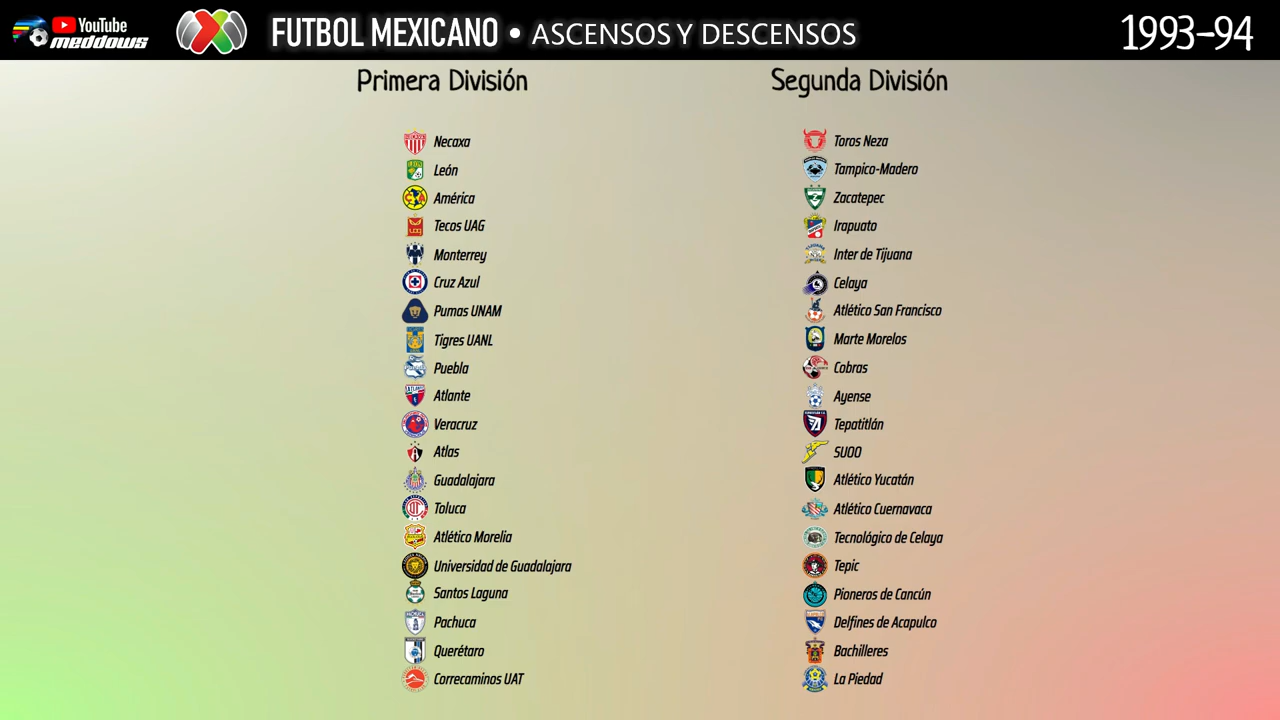 YouTube
meddows
FUTBOL MEXICANO • ASCENSOS Y DESCENSOS
1993-94
Primera División
Necaxa
León
América
Tecos UAG
Monterrey
Cruz Azul
Pumas UNAM
Tigres UANL
Puebla
Atlante
Veracruz
Atlas
Guadalajara
Toluca
Atlético Morelia
Universidad de Guadalajara
Santos Laguna
Pachuca
Querétaro
Correcaminos UAT
Segunda División
Toros Neza
Tampico-Madero
Zacatepec
Irapuato
Inter de Tijuana
Celaya
Atlético San Francisco
Marte Morelos
Cobras
Ayense
Tepatitlán
SUOO
Atlético Yucatán
Atlético Cuernavaca
Tecnológico de Celaya
Tepic
Pioneros de Cancún
Delfines de Acapulco
Bachilleres
La Piedad